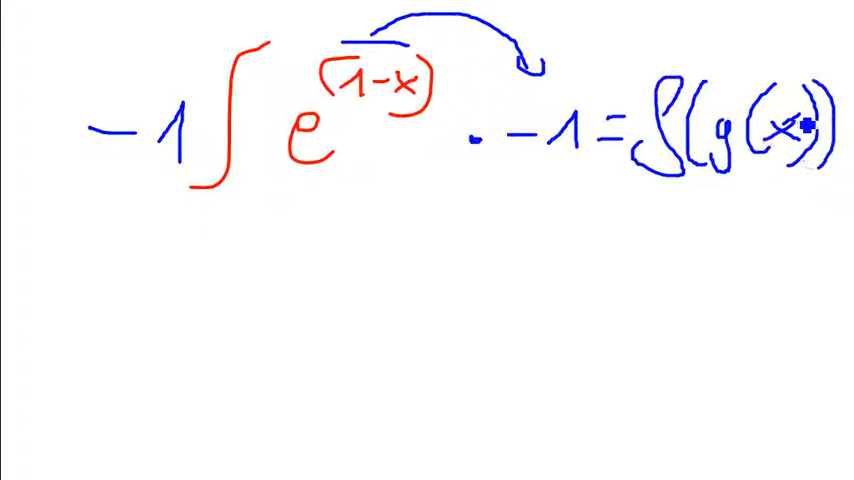 -1 ∫ e^(1-x) · -1 = f(g(x))